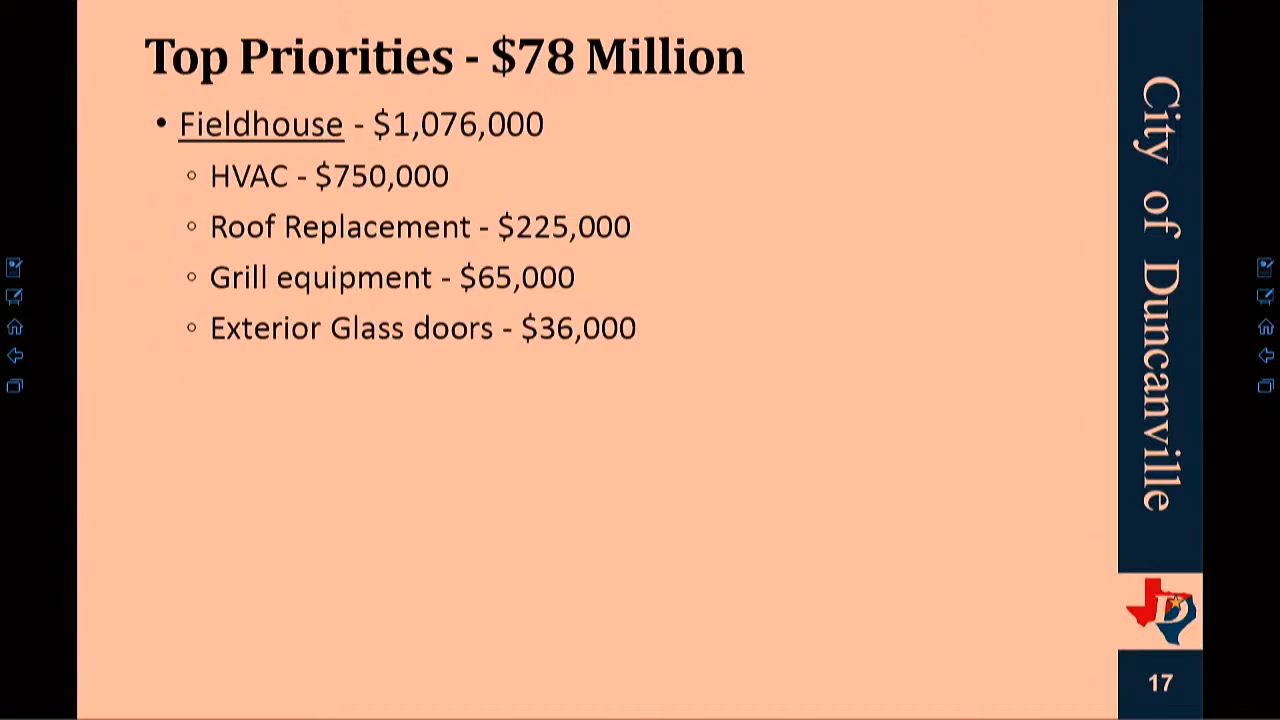 Top Priorities - $78 Million
• Fieldhouse - $1,076,000
◦ HVAC - $750,000
◦ Roof Replacement - $225,000
◦ Grill equipment - $65,000
◦ Exterior Glass doors - $36,000
City of Duncanville
D
17